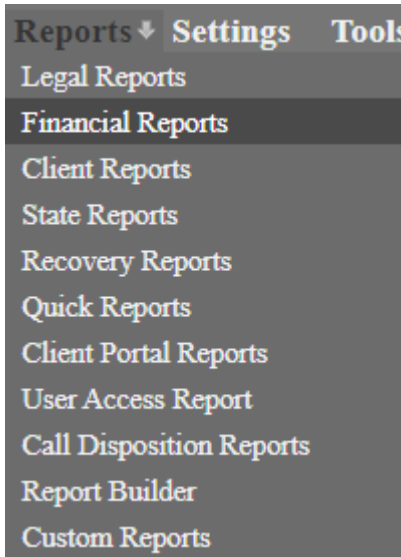 Reports Settings Tools
Legal Reports
Financial Reports
Client Reports
State Reports
Recovery Reports
Quick Reports
Client Portal Reports
User Access Report
Call Disposition Reports
Report Builder
Custom Reports